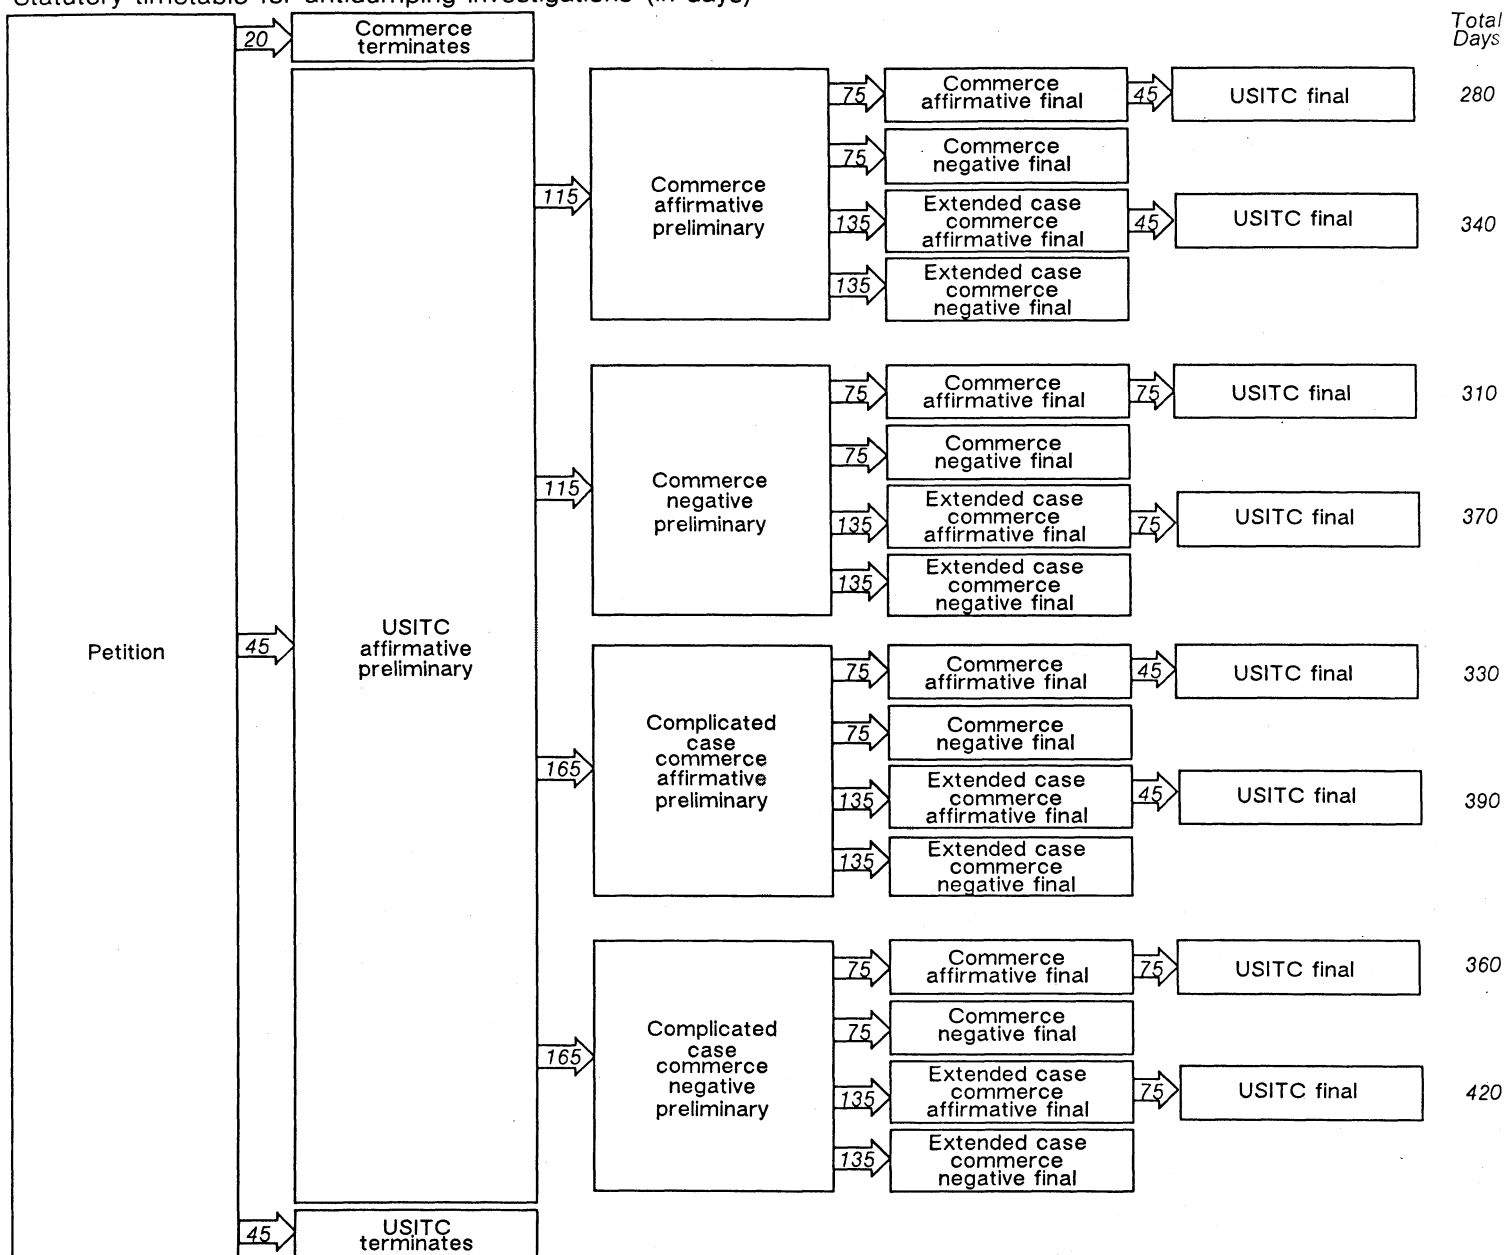 Statutory timetable for antidumping investigations (in days)
Total
Days
20
Commerce
terminates
75
Commerce
affirmative final
45
USITC final
280
75
Commerce
negative final
115
Commerce
affirmative
preliminary
135
Extended case
commerce
affirmative final
45
USITC final
340
135
Extended case
commerce
negative final
75
Commerce
affirmative final
75
USITC final
310
75
Commerce
negative final
115
Commerce
negative
preliminary
135
Extended case
commerce
affirmative final
75
USITC final
370
135
Extended case
commerce
negative final
Petition
45
USITC
affirmative
preliminary
75
Commerce
affirmative final
45
USITC final
330
75
Commerce
negative final
165
Complicated
case
commerce
affirmative
preliminary
135
Extended case
commerce
affirmative final
45
USITC final
390
135
Extended case
commerce
negative final
75
Commerce
affirmative final
75
USITC final
360
75
Commerce
negative final
165
Complicated
case
commerce
negative
preliminary
135
Extended case
commerce
affirmative final
75
USITC final
420
135
Extended case
commerce
negative final
45
USITC
terminates